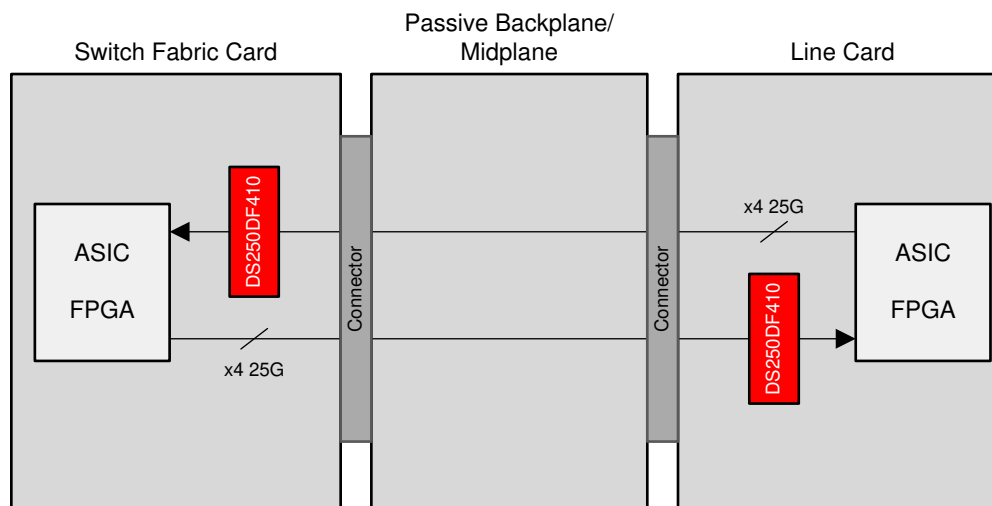 Passive Backplane/
Midplane
Switch Fabric Card
Line Card
DS250DF410
x4 25G
ASIC
FPGA
Connector
Connector
ASIC
FPGA
x4 25G
DS250DF410